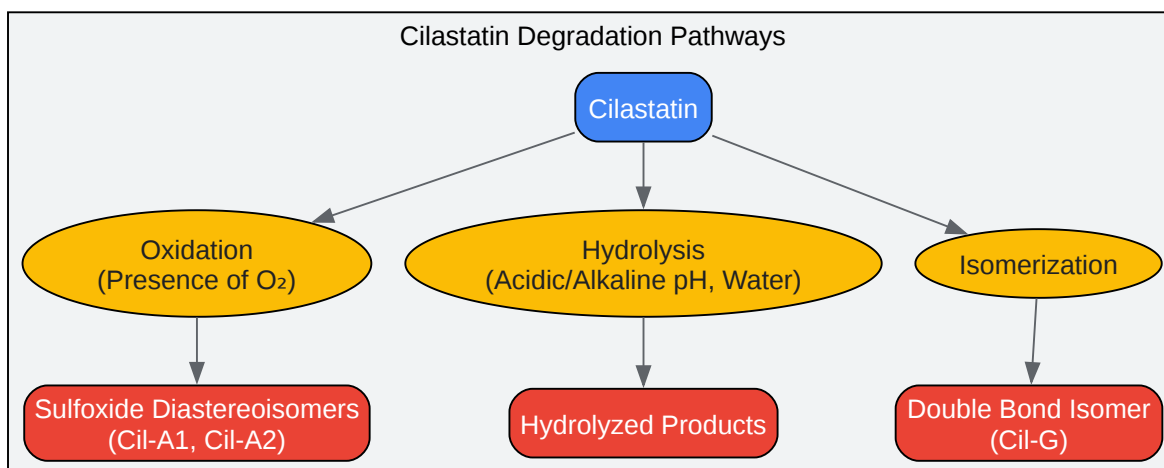 Cilastatin Degradation Pathways
Cilastatin
Oxidation
(Presence of O₂)
Hydrolysis
(Acidic/Alkaline pH, Water)
Isomerization
Sulfoxide Diastereoisomers
(Cil-A1, Cil-A2)
Hydrolyzed Products
Double Bond Isomer
(Cil-G)